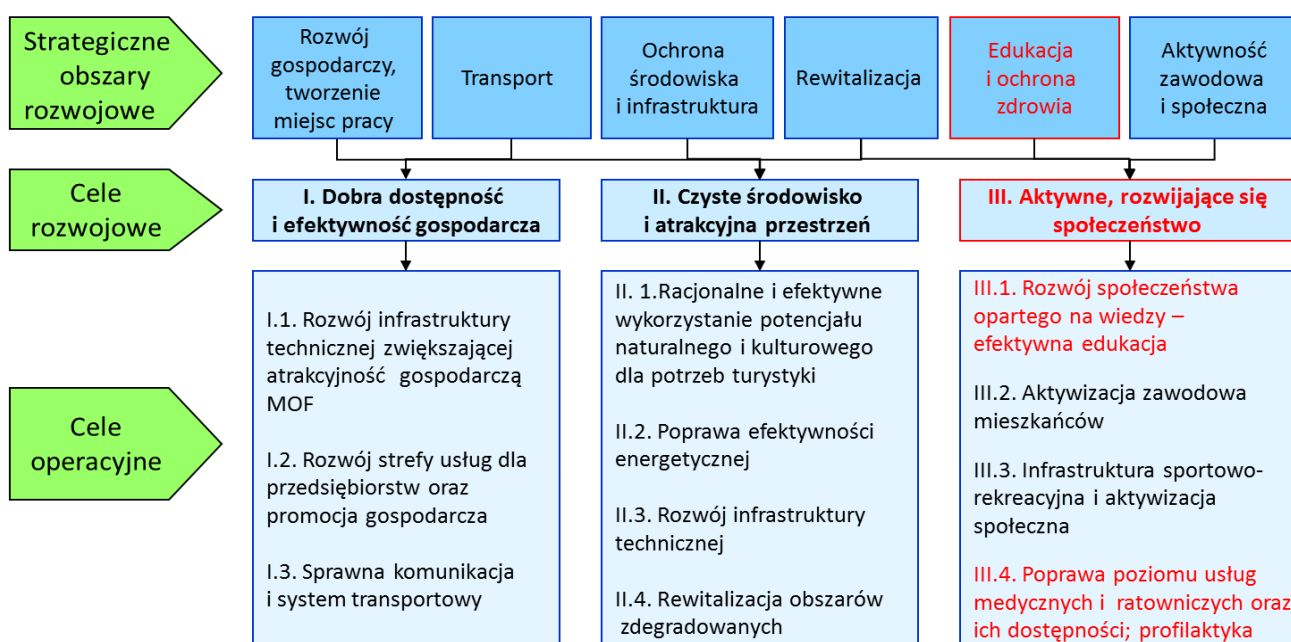 Strategiczne
obszary
rozwojowe
Rozwój
gospodarczy,
tworzenie
miejsc pracy
Transport
Ochrona
środowiska
i infrastruktura
Rewitalizacja
Edukacja
i ochrona
zdrowia
Aktywność
zawodowa
i społeczna
Cele
rozwojowe
I. Dobra dostępność
i efektywność gospodarcza
II. Czyste środowisko
i atrakcyjna przestrzeń
III. Aktywne, rozwijające się
społeczeństwo
Cele
operacyjne
I.1. Rozwój infrastruktury
technicznej zwiększającej
atrakcyjność gospodarczą
MOF
I.2. Rozwój strefy usług dla
przedsiębiorstw oraz
promocja gospodarcza
I.3. Sprawna komunikacja
i system transportowy
II. 1.Racjonalne i efektywne
wykorzystanie potencjału
naturalnego i kulturowego
dla potrzeb turystyki
II.2. Poprawa efektywności
energetycznej
II.3. Rozwój infrastruktury
technicznej
II.4. Rewitalizacja obszarów
zdegradowanych
III.1. Rozwój społeczeństwa
opartego na wiedzy –
efektywna edukacja
III.2. Aktywizacja zawodowa
mieszkańców
III.3. Infrastruktura sportowo-
rekreacyjna i aktywizacja
społeczna
III.4. Poprawa poziomu usług
medycznych i ratowniczych oraz
ich dostępności; profilaktyka